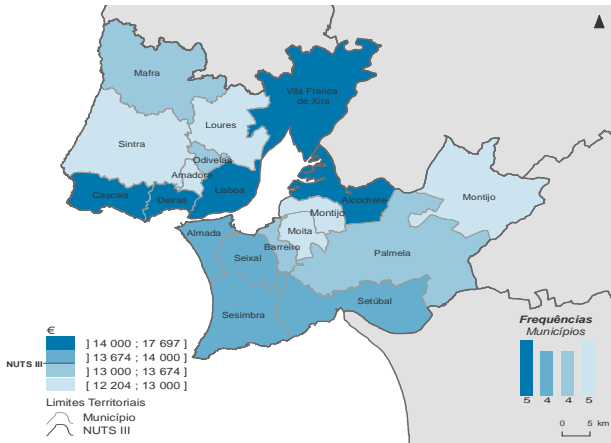 Mafra
Vila Franca
de Xira
Loures
Sintra
Odivelas
Amadora
Cascais
Oeiras
Lisboa
Alcochete
Montijo
Montijo
Almada
Moita
Barreiro
Seixal
Palmela
Sesimbra
Setúbal
€
] 14 000 ; 17 697 ]
] 13 674 ; 14 000 ]
NUTS III
] 13 000 ; 13 674 ]
[ 12 204 ; 13 000 ]
Limites Territoriais
Município
NUTS III
Frequências
Municípios
5 4 4 5
0 5 km